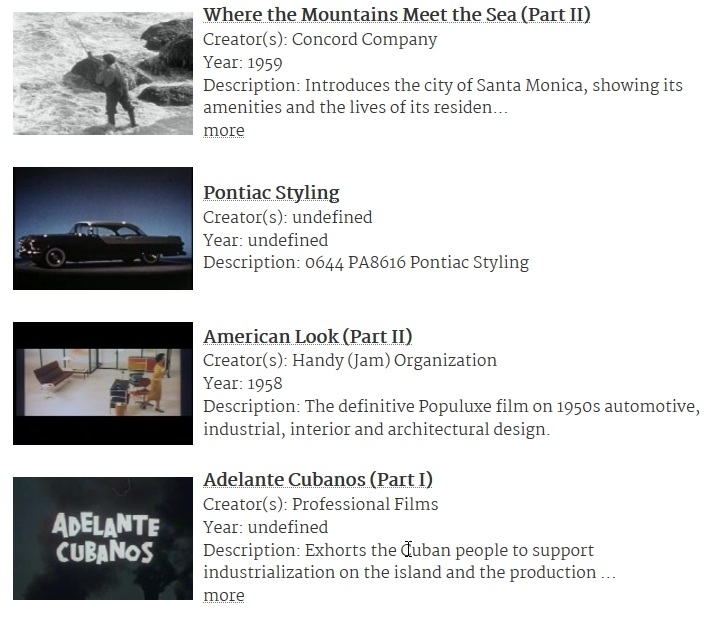 Where the Mountains Meet the Sea (Part II)
Creator(s): Concord Company
Year: 1959
Description: Introduces the city of Santa Monica, showing its
amenities and the lives of its residen...
more
Pontiac Styling
Creator(s): undefined
Year: undefined
Description: 0644 PA8616 Pontiac Styling
American Look (Part II)
Creator(s): Handy (Jam) Organization
Year: 1958
Description: The definitive Populuxe film on 1950s automotive,
industrial, interior and architectural design.
ADELANTE
CUBANOS
Adelante Cubanos (Part I)
Creator(s): Professional Films
Year: undefined
Description: Exhorts the Cuban people to support
industrialization on the island and the production ...
more